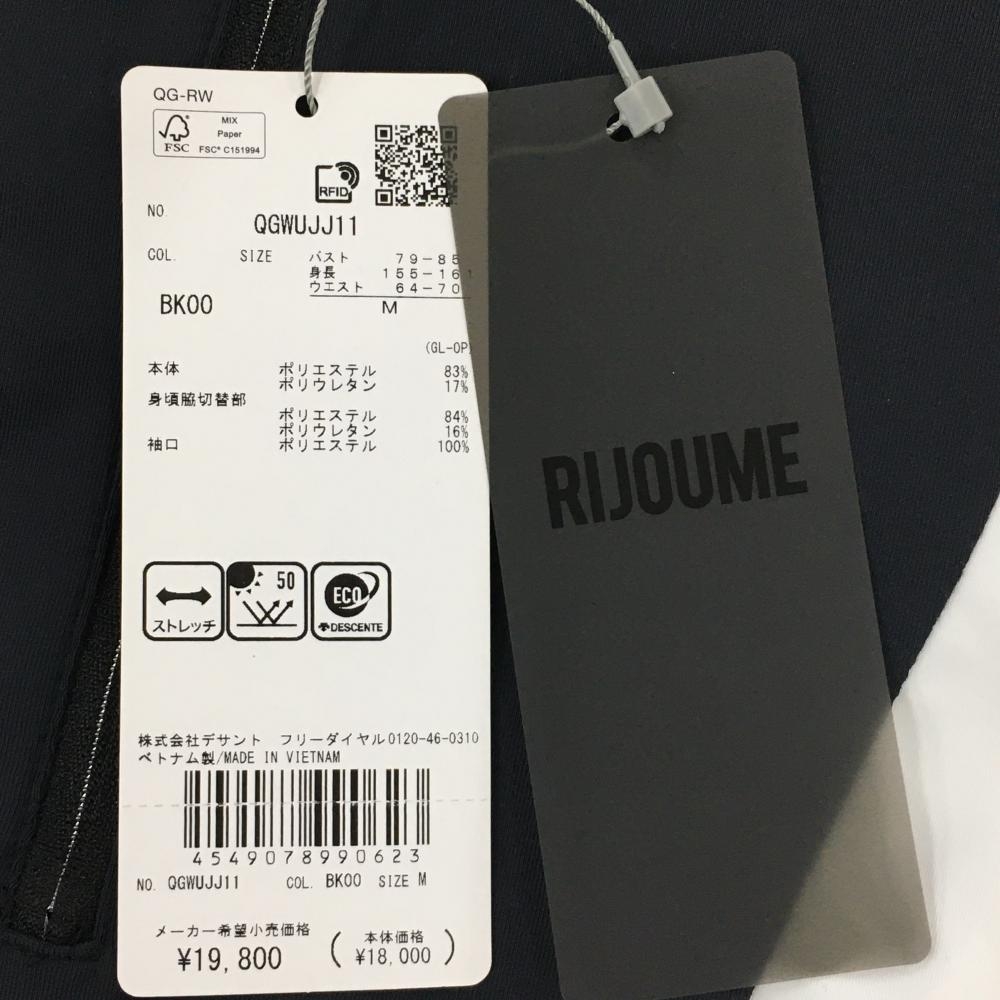 QG-RW
FSC
MIX
Paper
FSC® C151994
RFID
NO.
QGWUJJ11
COL.
SIZE
バスト 79-85
身長 155-161
ウエスト 64-70
BK00
M
(GL-OP)
本体 ポリエステル 83%
ポリウレタン 17%
身頃脇切替部
ポリエステル 84%
ポリウレタン 16%
袖口 ポリエステル 100%
ストレッチ
50
ECO
DESCENTE
株式会社デサント フリーダイヤル0120-46-0310
ベトナム製/MADE IN VIETNAM
4549078990623
NO. QGWUJJ11 COL. BK00 SIZE M
メーカー希望小売価格
¥19,800
(本体価格
¥18,000)
RIJOUME